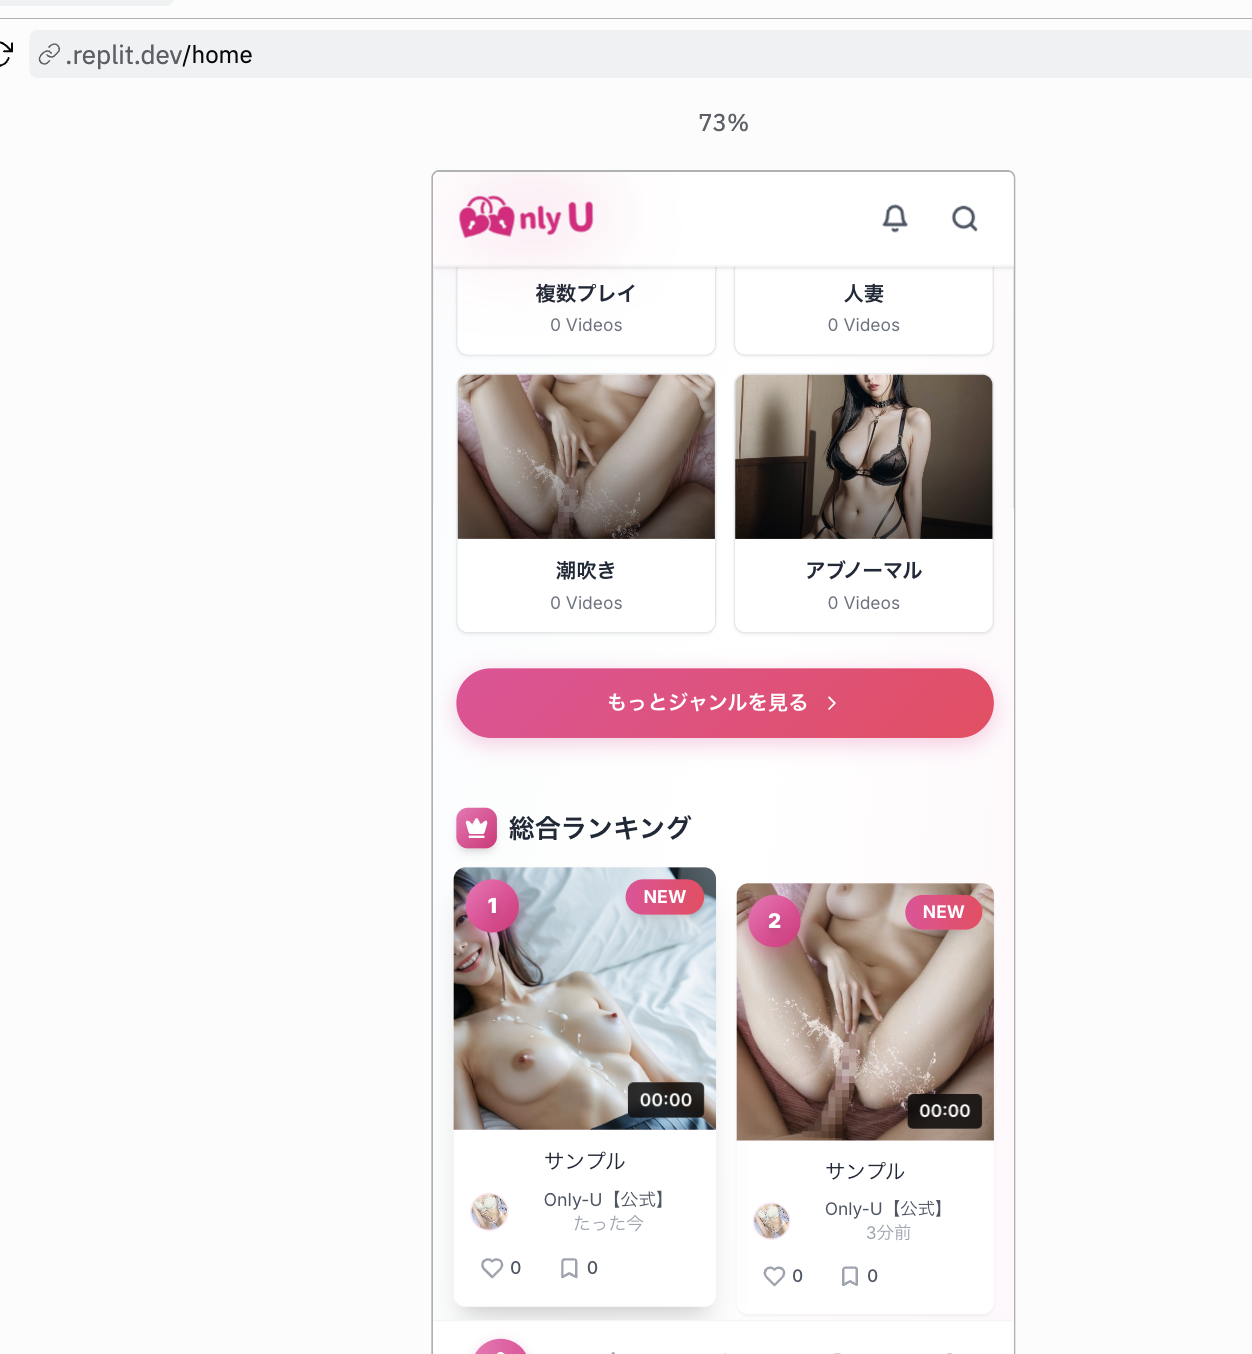 .replit.dev/home
73%
nly U
複数プレイ
0 Videos
人妻
0 Videos
潮吹き
0 Videos
アブノーマル
0 Videos
もっとジャンルを見る
総合ランキング
1
NEW
00:00
サンプル
Only-U【公式】
たった今
0
0
2
NEW
00:00
サンプル
Only-U【公式】
3分前
0
0